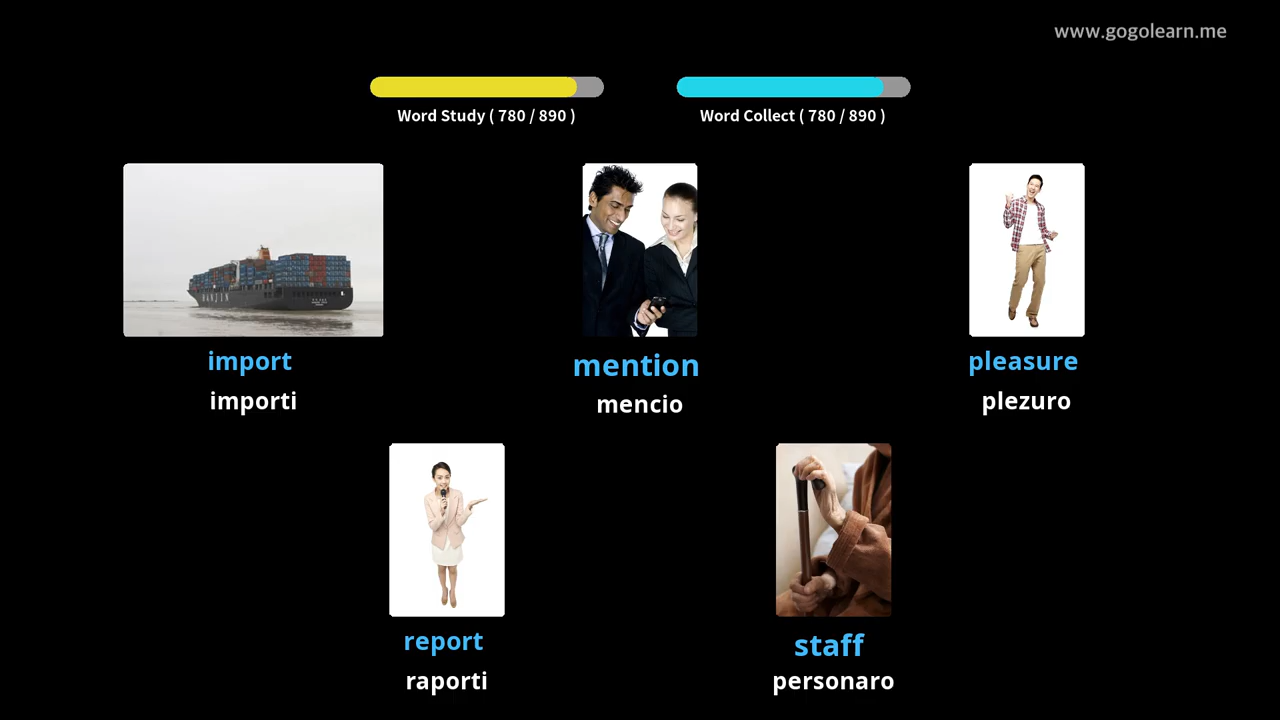 www.gogolearn.me
Word Study ( 780 / 890 )
Word Collect ( 780 / 890 )
HANJIN
import
importi
mention
mencio
pleasure
plezuro
report
raporti
staff
personaro